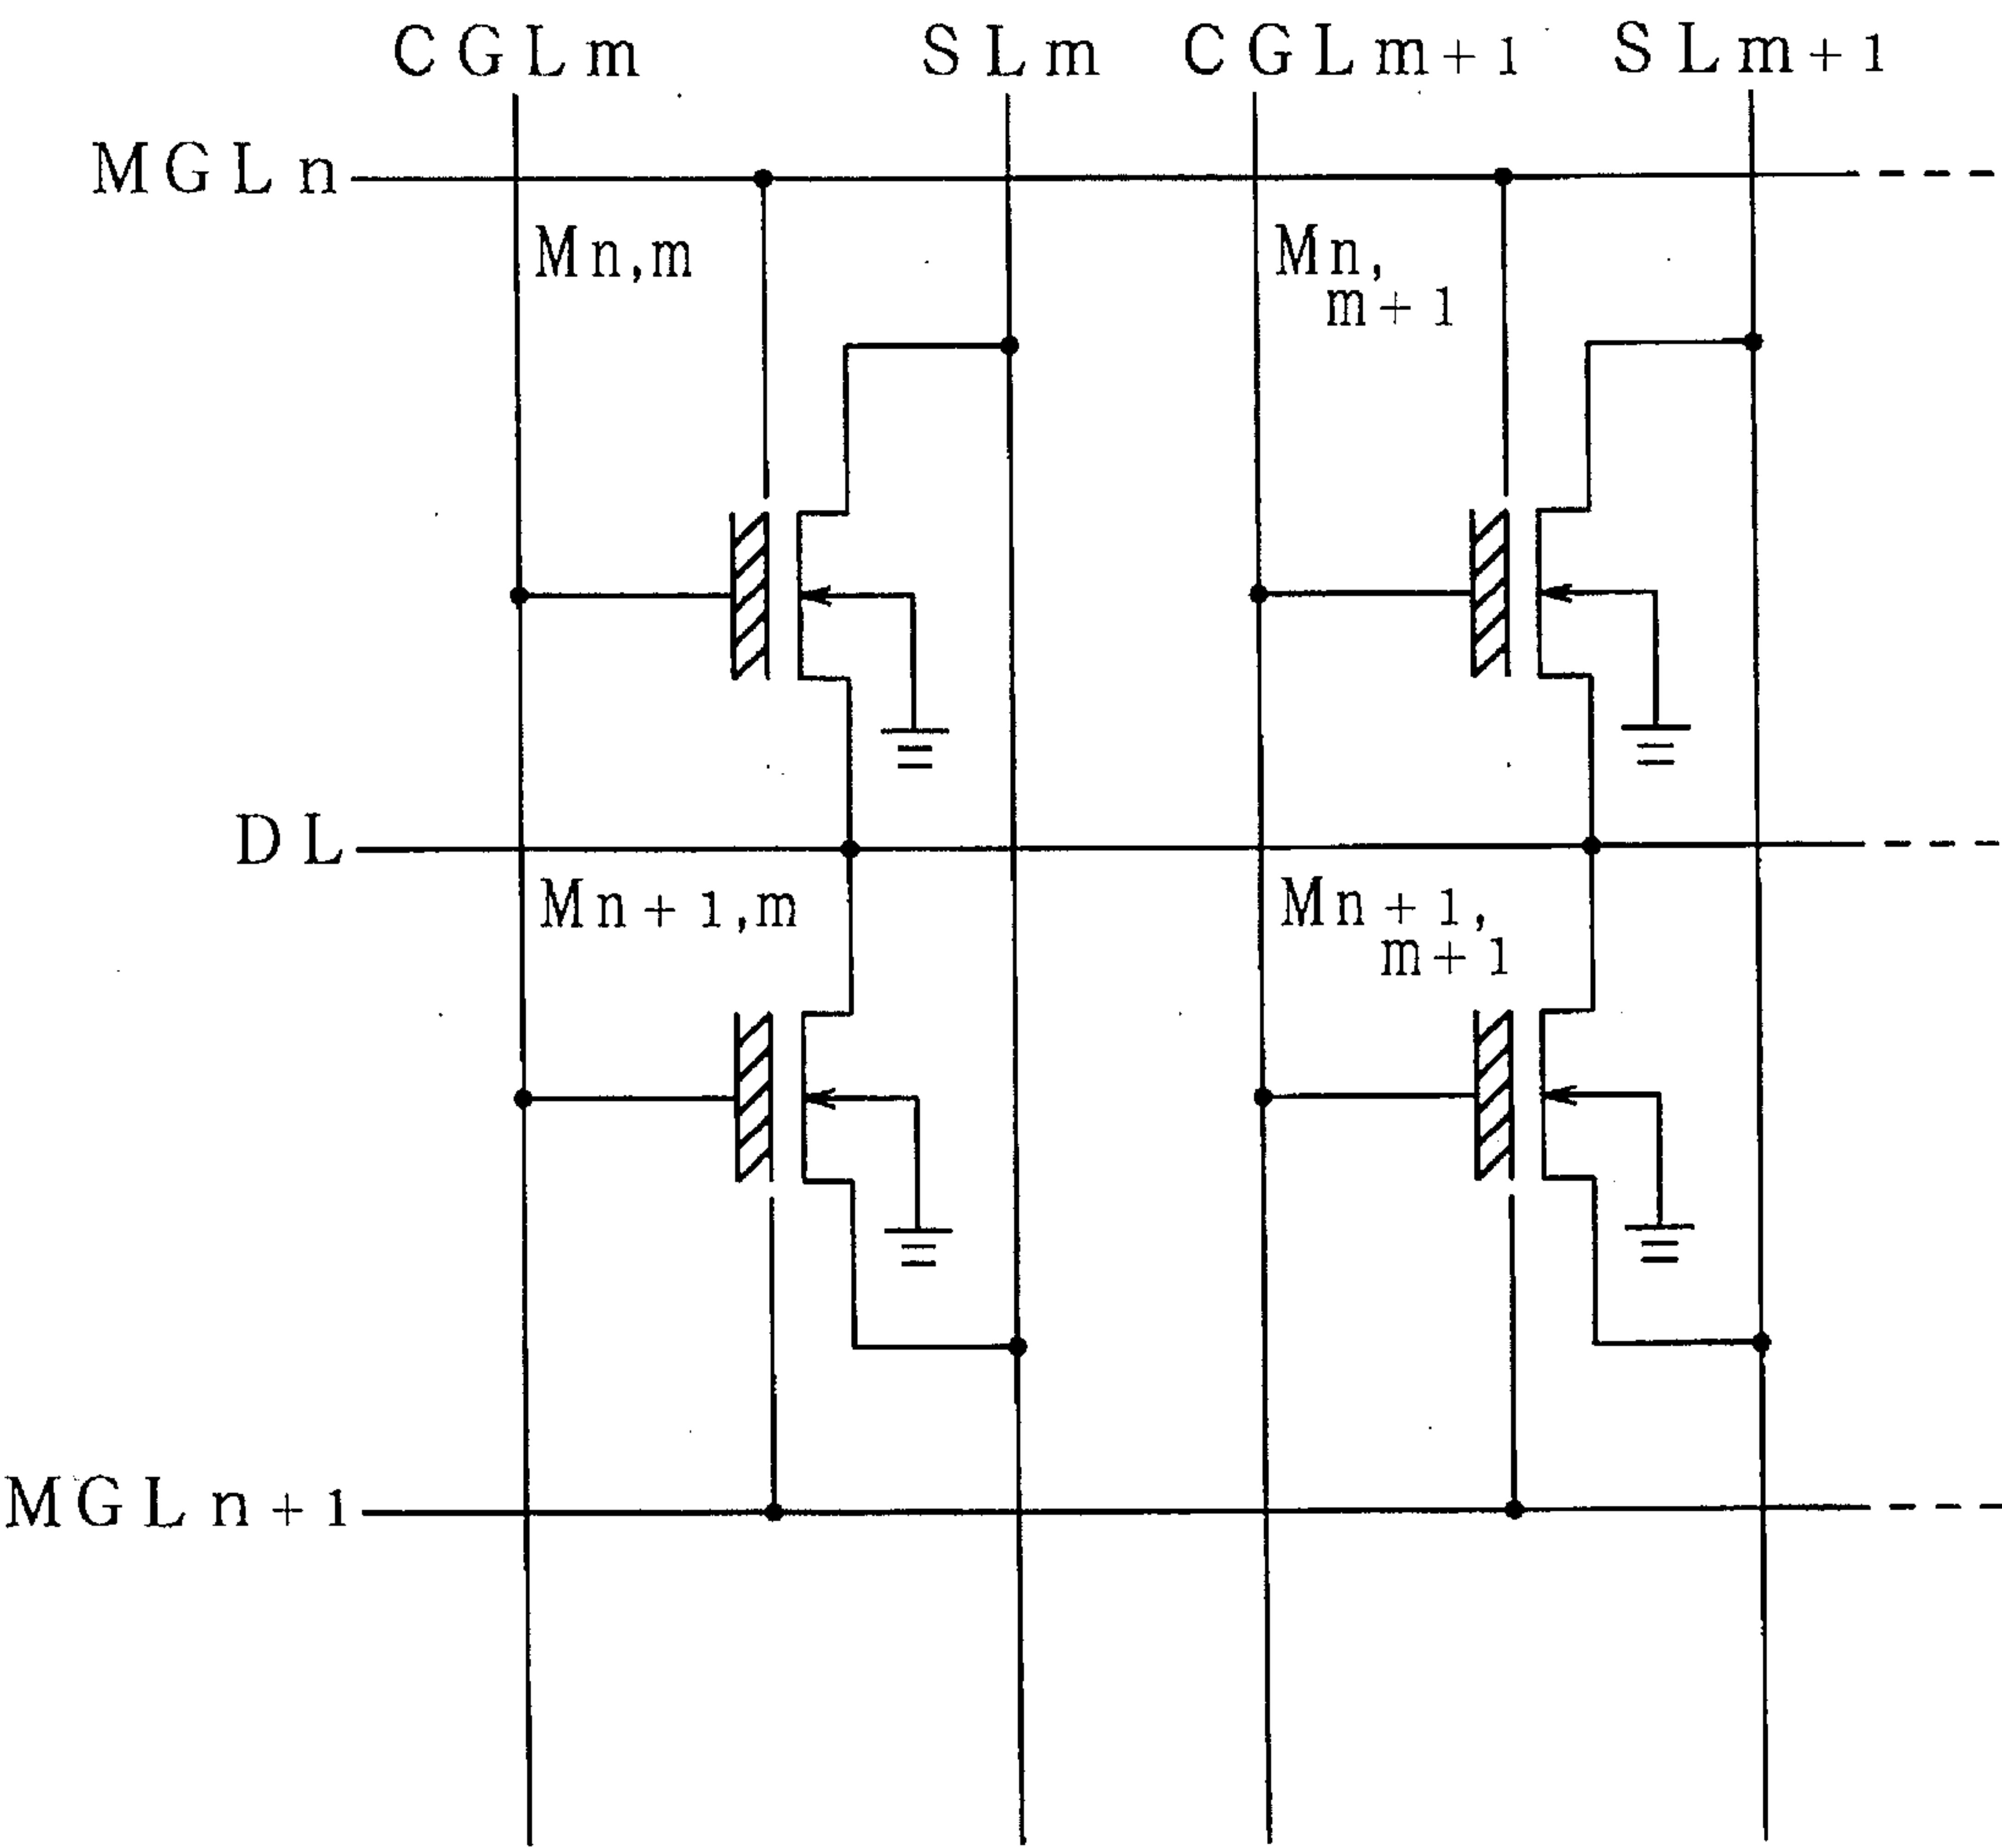 CGLm SLm CGLm+1 SLm+1
MGLn
Mn,m
Mn,
m+1
DL
Mn+1,m
Mn+1,
m+1
MGLn+1